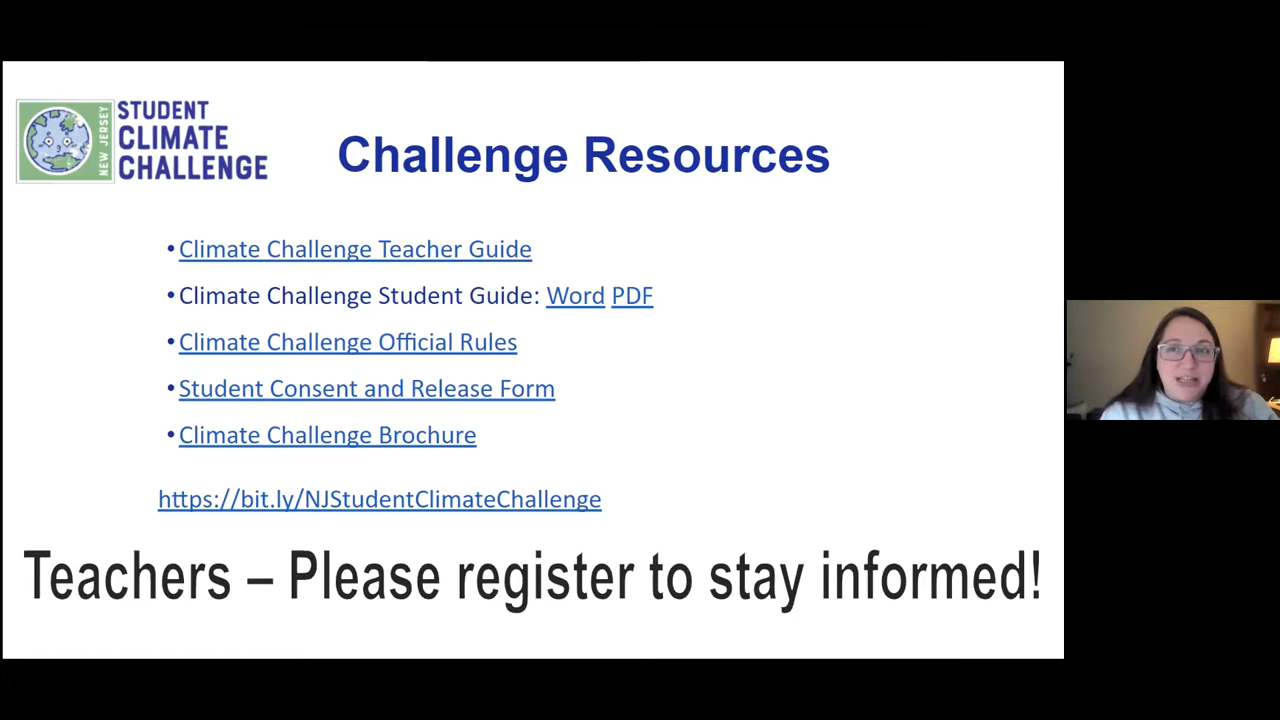 STUDENT
CLIMATE
CHALLENGE
NEW JERSEY
Challenge Resources
•Climate Challenge Teacher Guide
•Climate Challenge Student Guide: Word PDF
•Climate Challenge Official Rules
•Student Consent and Release Form
•Climate Challenge Brochure
https://bit.ly/NJStudentClimateChallenge
Teachers – Please register to stay informed!